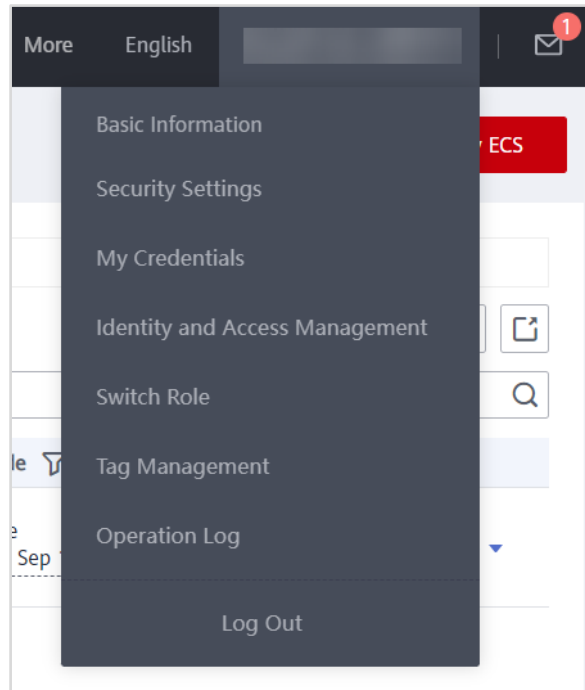 More English 1
Basic Information
ECS
Security Settings
My Credentials
Identity and Access Management
Switch Role
Tag Management
Operation Log
Sep
Log Out